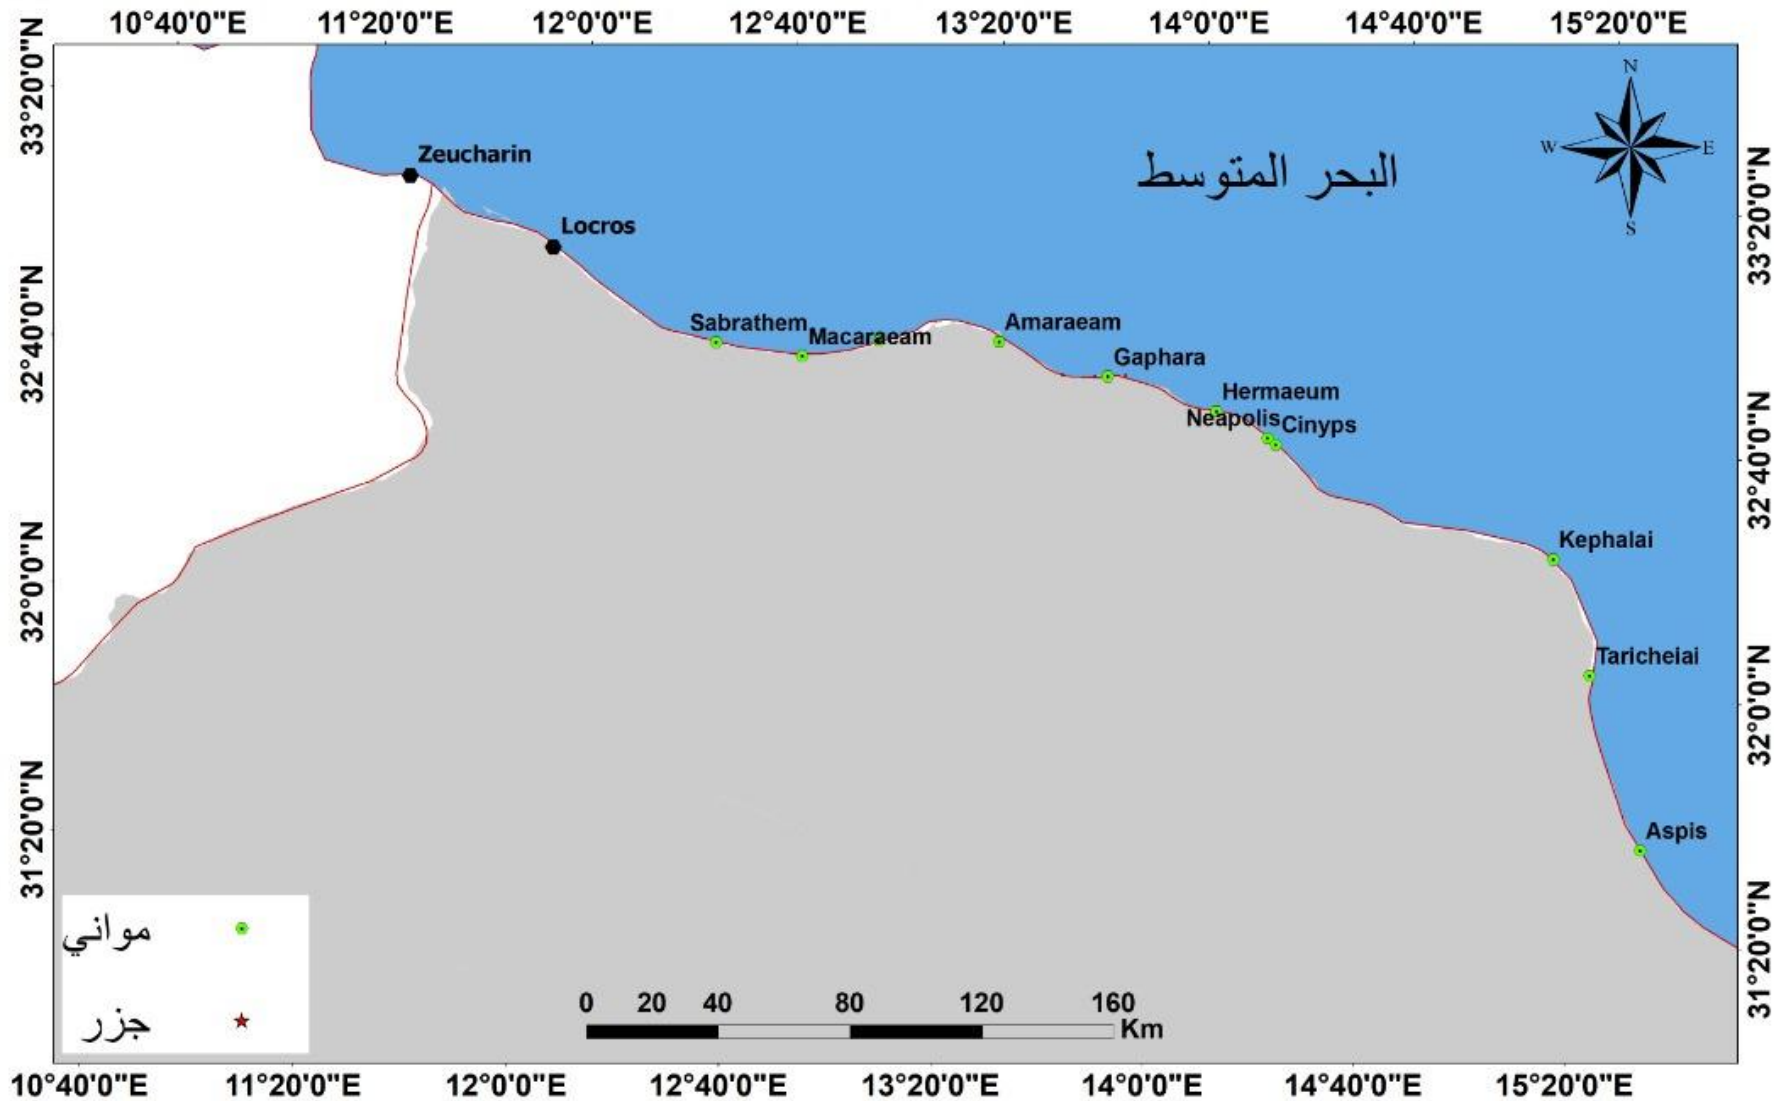 10°40'0"E 11°20'0"E 12°0'0"E 12°40'0"E 13°20'0"E 14°0'0"E 14°40'0"E 15°20'0"E
33°20'0"N
N
W
E
S
البحر المتوسط
Zeucharin
33°20'0"N
Locros
32°40'0"N
Sabrathem
Macaraeam
Amaraeam
Gaphara
Hermaeum
Neapolis
Cinyps
32°40'0"N
Kephalai
32°0'0"N
Taricheiai
32°0'0"N
Aspis
31°20'0"N
31°20'0"N
مواني
جزر
0 20 40 80 120 160
Km
10°40'0"E 11°20'0"E 12°0'0"E 12°40'0"E 13°20'0"E 14°0'0"E 14°40'0"E 15°20'0"E